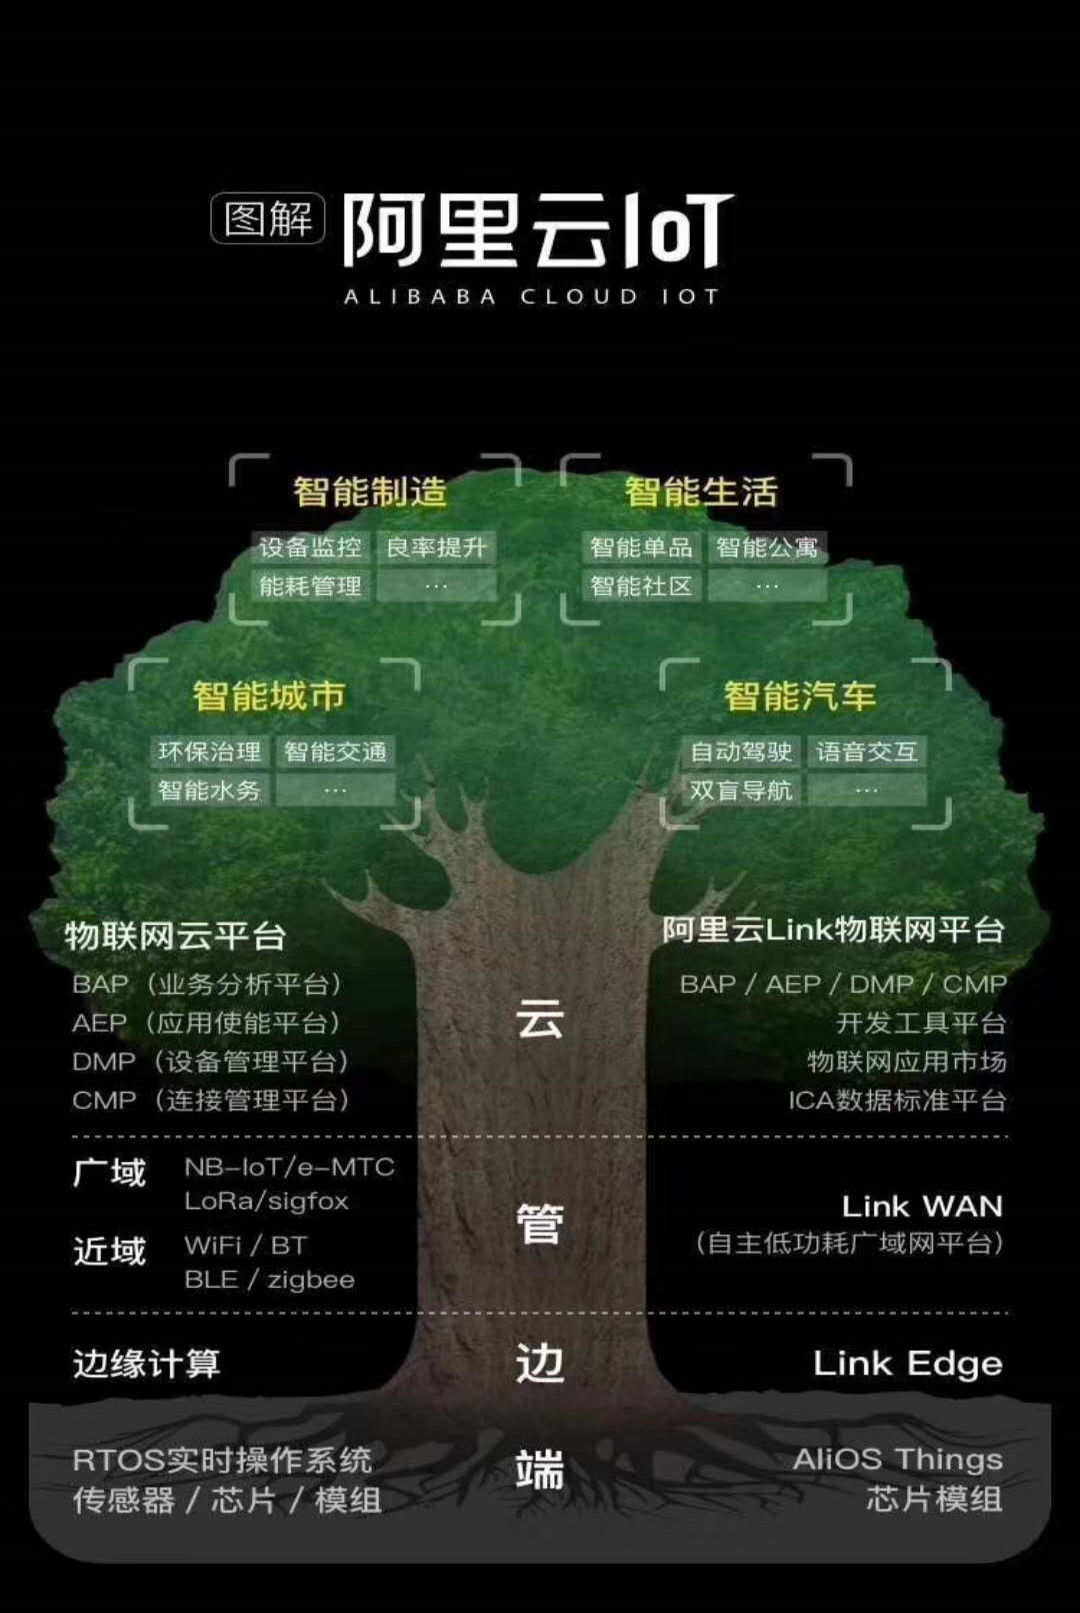 图解 阿里云IoT
ALIBABA CLOUD IOT
智能制造
设备监控 良率提升
能耗管理 ...
智能生活
智能单品 智能公寓
智能社区 ...
智能城市
环保治理 智能交通
智能水务 ...
智能汽车
自动驾驶 语音交互
双盲导航 ...
物联网云平台
BAP（业务分析平台）
AEP（应用使能平台）
DMP（设备管理平台）
CMP（连接管理平台）
云
阿里云Link物联网平台
BAP / AEP / DMP / CMP
开发工具平台
物联网应用市场
ICA数据标准平台
广域 NB-IoT/e-MTC
LoRa/sigfox
近域 WiFi / BT
BLE / zigbee
管
Link WAN
（自主低功耗广域网平台）
边缘计算 边 Link Edge
RTOS实时操作系统
传感器 / 芯片 / 模组
端
AliOS Things
芯片模组